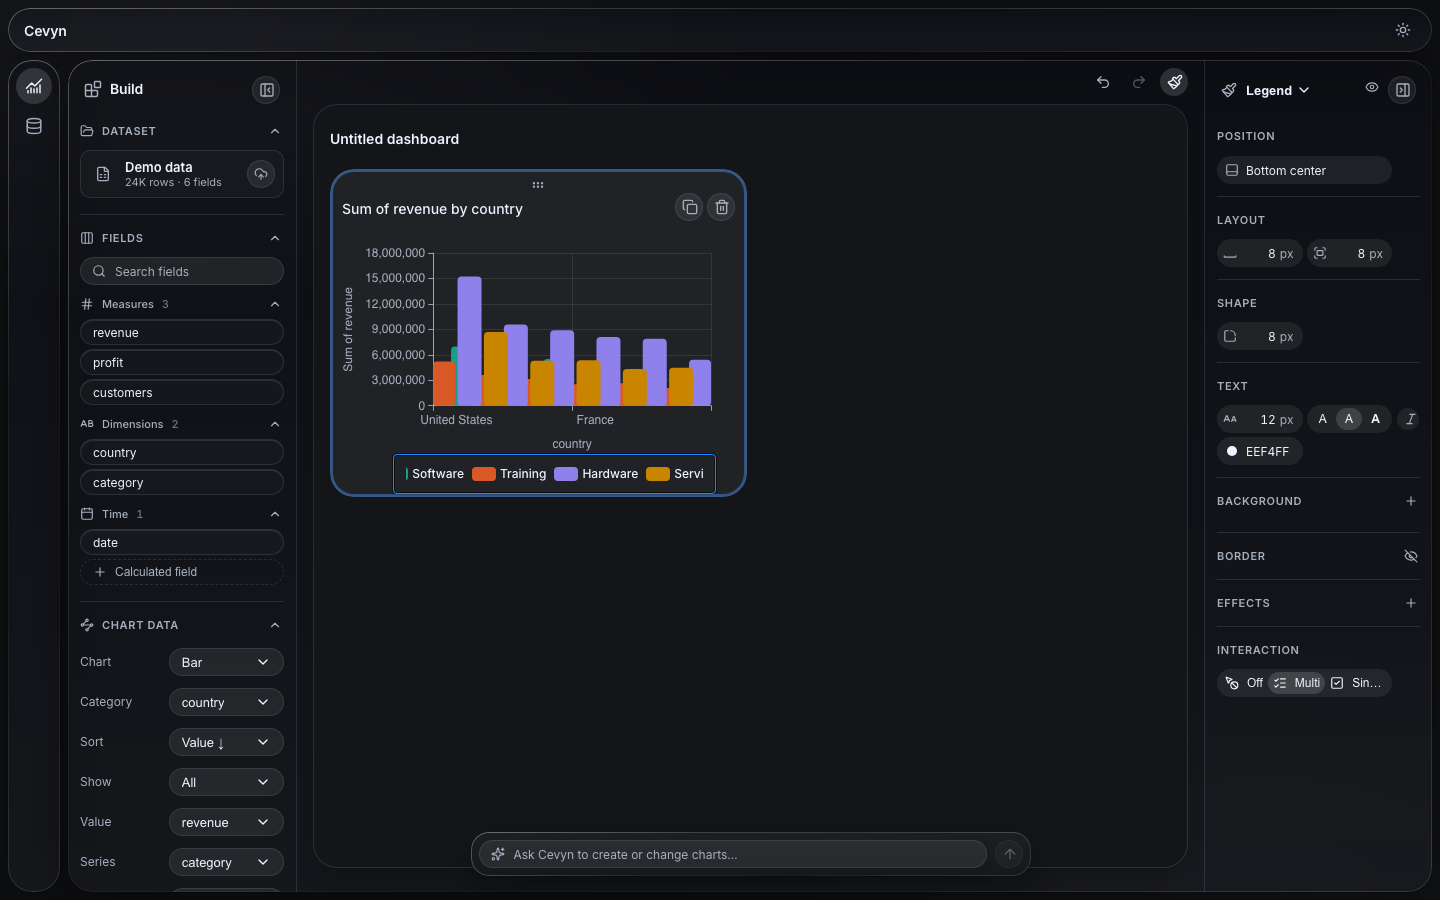 Cevyn
Build
DATASET
Demo data
24K rows · 6 fields
FIELDS
Search fields
Measures 3
revenue
profit
customers
AB Dimensions 2
country
category
Time 1
date
Calculated field
CHART DATA
Chart Bar
Category country
Sort Value ↓
Show All
Value revenue
Series category
Untitled dashboard
Sum of revenue by country
18,000,000
15,000,000
12,000,000
9,000,000
6,000,000
3,000,000
0
Sum of revenue
United States France
country
Software Training Hardware Servi
Ask Cevyn to create or change charts...
Legend
POSITION
Bottom center
LAYOUT
8 px 8 px
SHAPE
8 px
TEXT
AA 12 px A A A I
EEF4FF
BACKGROUND
BORDER
EFFECTS
INTERACTION
Off Multi Sin...